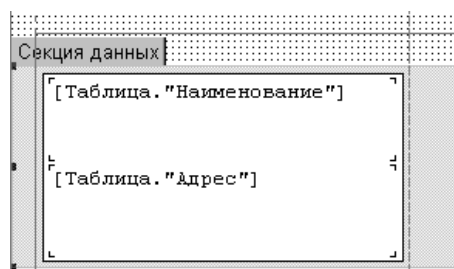 Секция данных
[Таблица."Наименование"]
[Таблица."Адрес"]